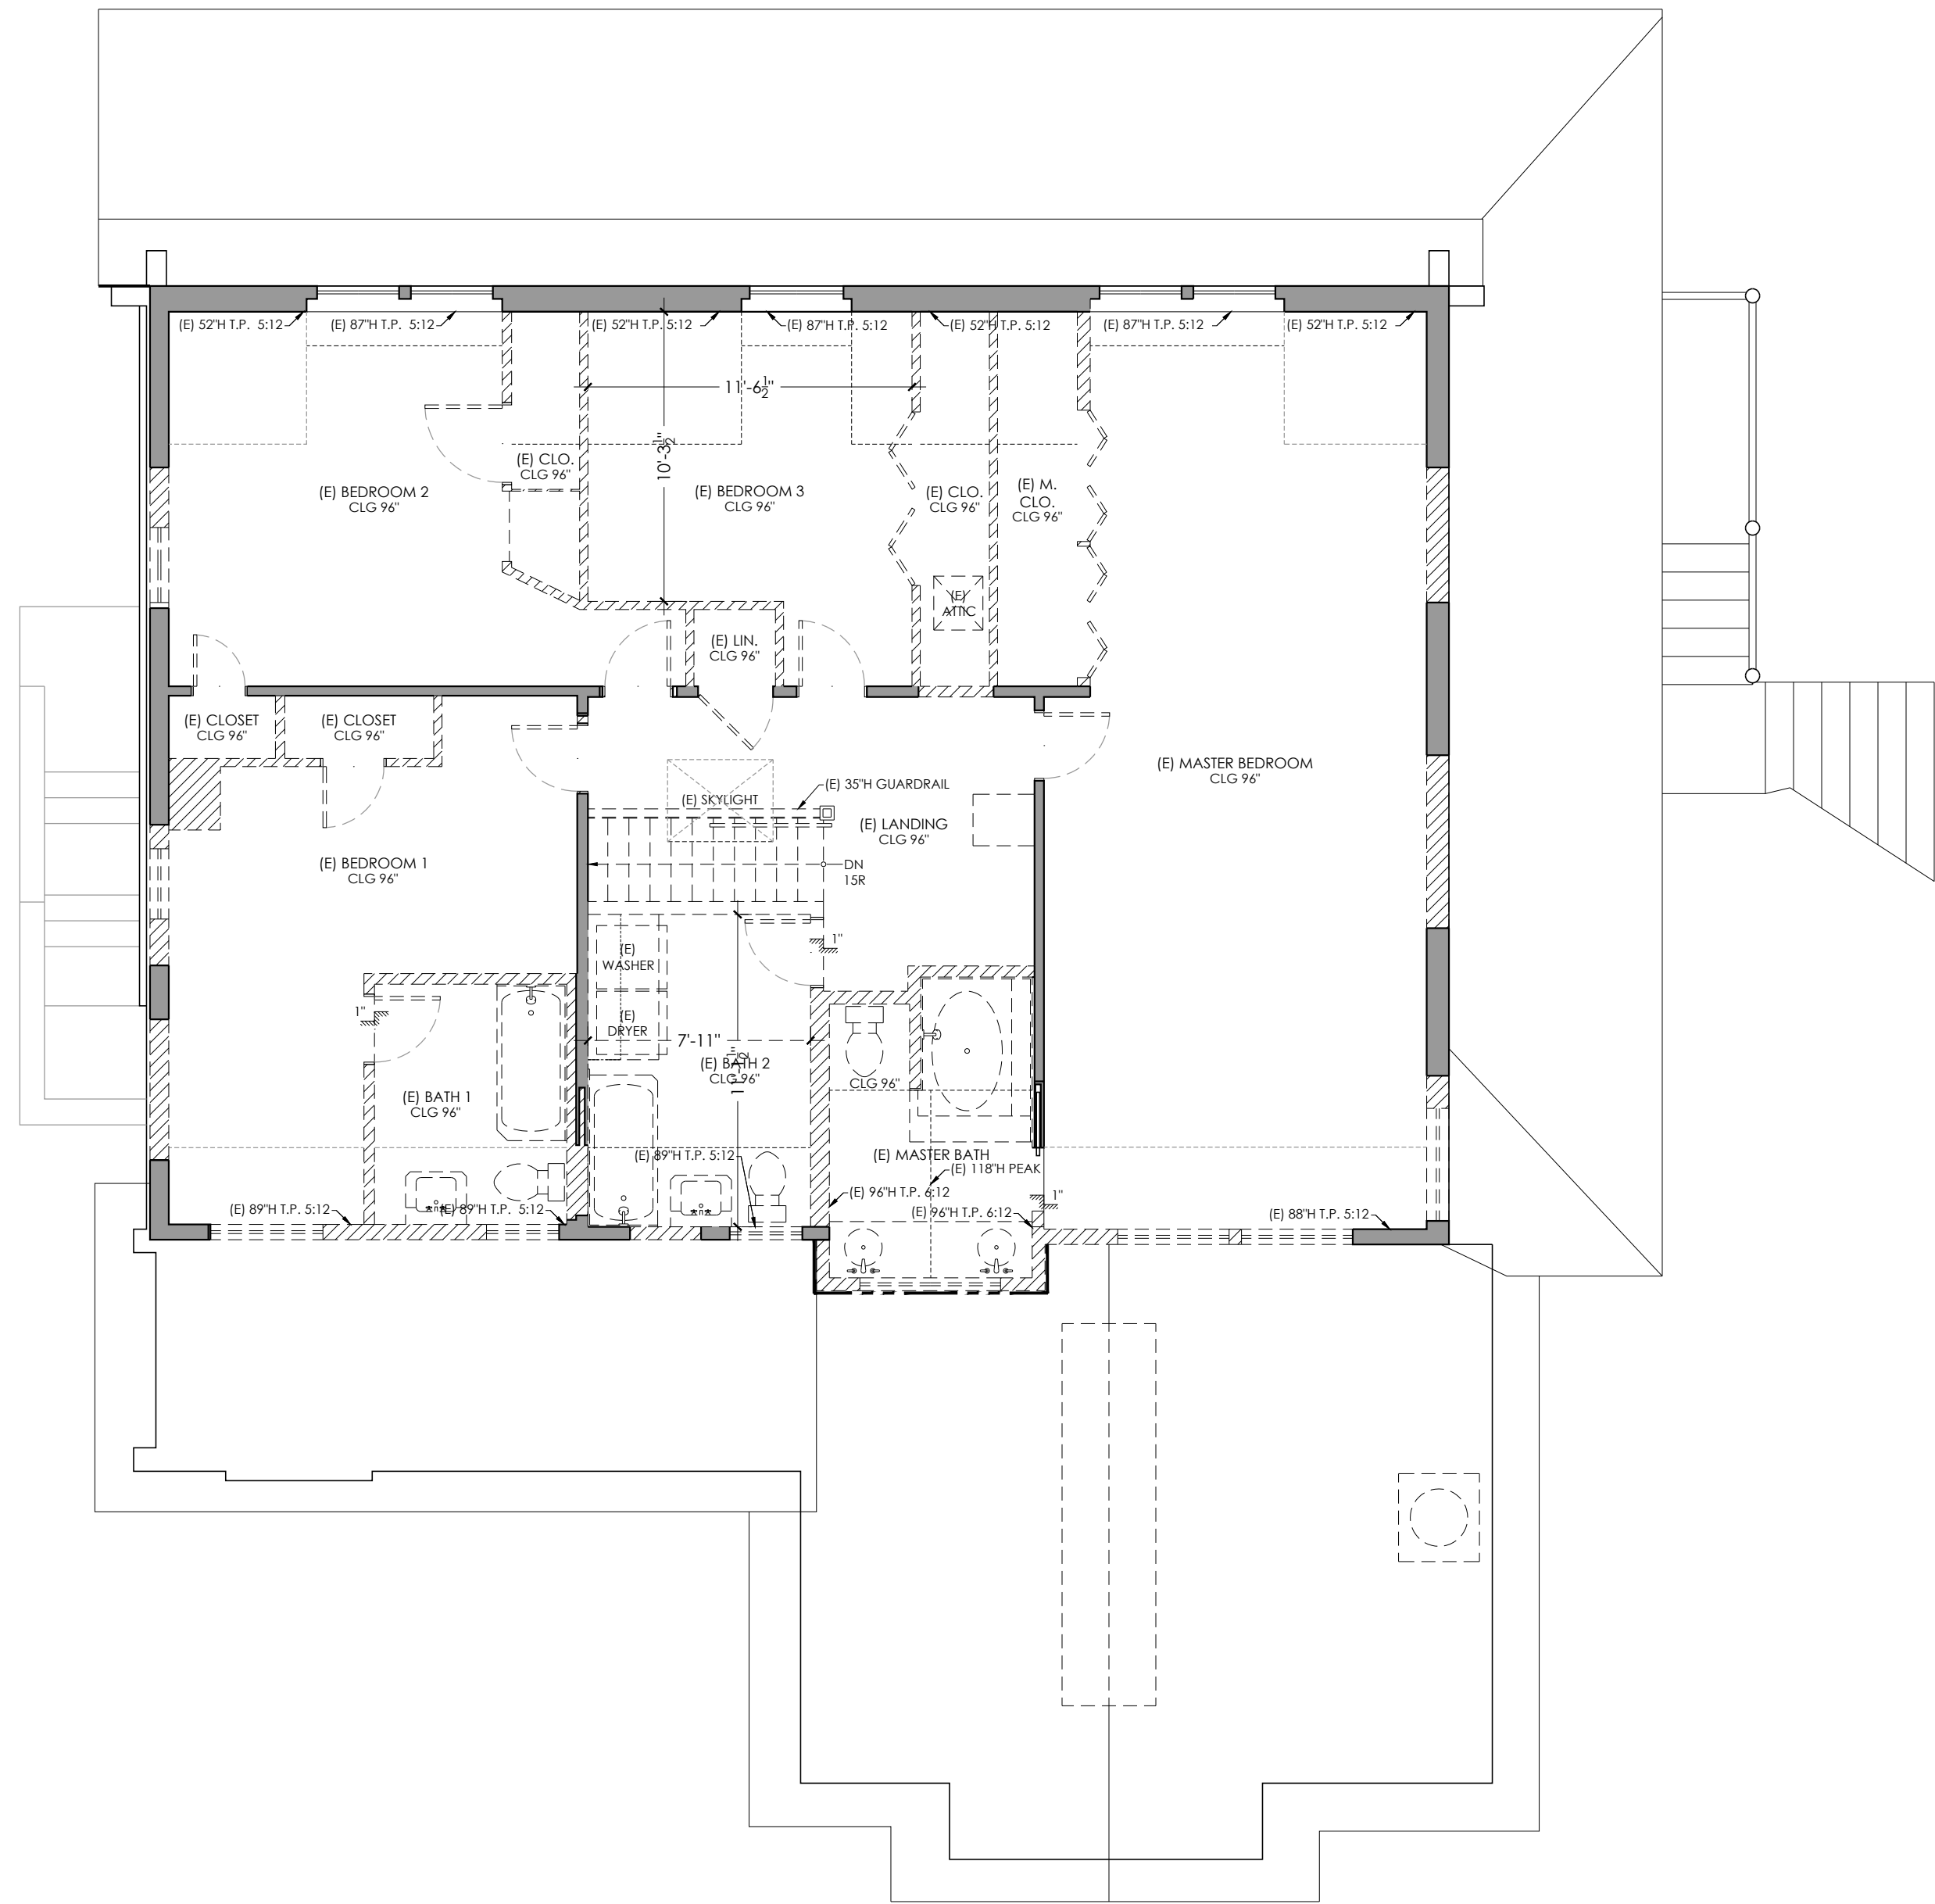 (E) 52"H T.P. 5:12
(E) 87"H T.P. 5:12
(E) 52"H T.P. 5:12
(E) 87"H T.P. 5:12
(E) 52"H T.P. 5:12
(E) 87"H T.P. 5:12
(E) 52"H T.P. 5:12
11'-6½"
10'-3½"
(E) CLO.
CLG 96"
(E) BEDROOM 2
CLG 96"
(E) BEDROOM 3
CLG 96"
(E) CLO.
CLG 96"
(E) M.
CLO.
CLG 96"
(E)
ATTIC
(E) LIN.
CLG 96"
(E) CLOSET
CLG 96"
(E) CLOSET
CLG 96"
(E) MASTER BEDROOM
CLG 96"
(E) 35"H GUARDRAIL
(E) SKYLIGHT
(E) LANDING
CLG 96"
(E) BEDROOM 1
CLG 96"
DN
15R
1"
(E)
WASHER
1"
(E)
DRYER
7'-11"
(E) BATH 2
CLG 96"
CLG 96"
(E) BATH 1
CLG 96"
(E) 89"H T.P. 5:12
(E) MASTER BATH
(E) 118"H PEAK
(E) 96"H T.P. 6:12
1"
(E) 89"H T.P. 5:12
(E) 89"H T.P. 5:12
(E) 96"H T.P. 6:12
(E) 88"H T.P. 5:12